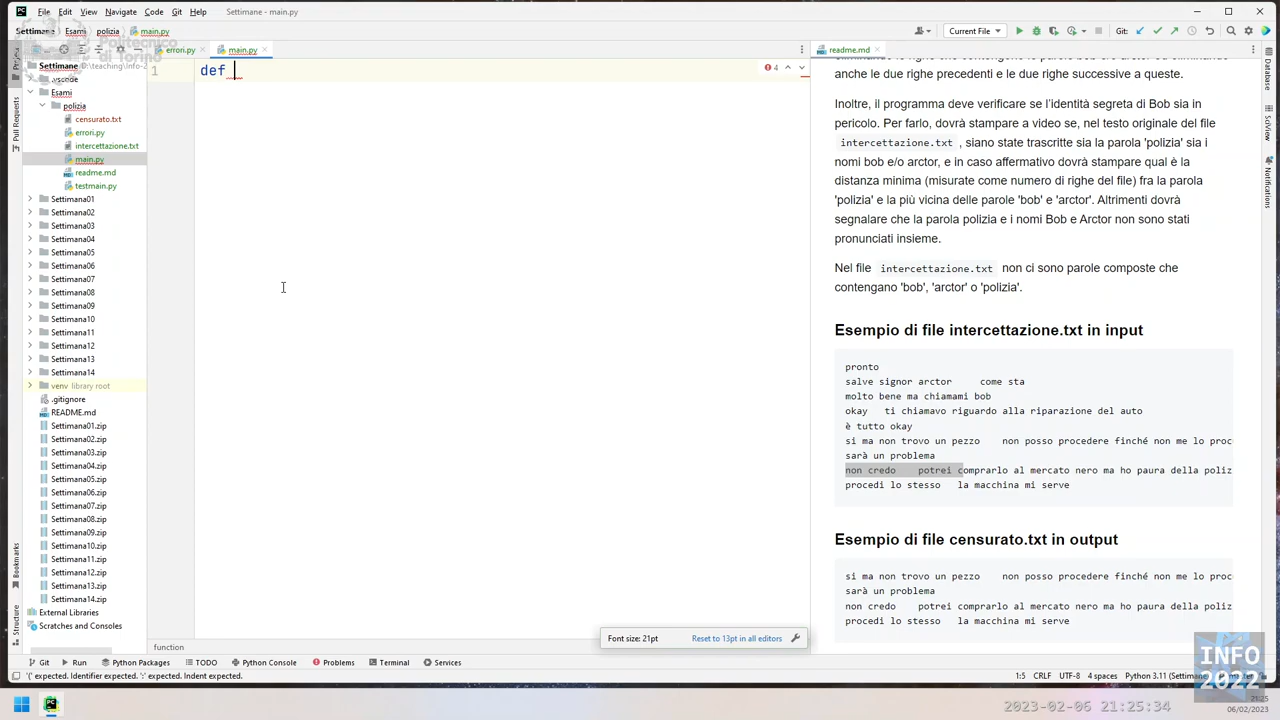 File Edit View Navigate Code Git Help Settimane - main.py
Settimane Esami polizia main.py Current File Git:
errori.py main.py readme.md
Politecnico
di Torino
Settimane
.vscode
Esami
polizia
censurato.txt
errori.py
intercettazione.txt
main.py
readme.md
testmain.py
Settimana01
Settimana02
Settimana03
Settimana04
Settimana05
Settimana06
Settimana07
Settimana08
Settimana09
Settimana10
Settimana11
Settimana12
Settimana13
Settimana14
venv library root
.gitignore
README.md
Settimana01.zip
Settimana02.zip
Settimana03.zip
Settimana04.zip
Settimana05.zip
Settimana06.zip
Settimana07.zip
Settimana08.zip
Settimana09.zip
Settimana10.zip
Settimana11.zip
Settimana12.zip
Settimana13.zip
Settimana14.zip
External Libraries
Scratches and Consoles
Pull Requests
Bookmarks
Structure
1 def
4
anche le due righe precedenti e le due righe successive a queste.
Inoltre, il programma deve verificare se l'identità segreta di Bob sia in
pericolo. Per farlo, dovrà stampare a video se, nel testo originale del file
intercettazione.txt , siano state trascritte sia la parola 'polizia' sia i
nomi bob e/o arctor, e in caso affermativo dovrà stampare qual è la
distanza minima (misurate come numero di righe del file) fra la parola
'polizia' e la più vicina delle parole 'bob' e 'arctor'. Altrimenti dovrà
segnalare che la parola polizia e i nomi Bob e Arctor non sono stati
pronunciati insieme.
Nel file intercettazione.txt non ci sono parole composte che
contengano 'bob', 'arctor' o 'polizia'.
Esempio di file intercettazione.txt in input
pronto
salve signor arctor come sta
molto bene ma chiamami bob
okay ti chiamavo riguardo alla riparazione del auto
è tutto okay
si ma non trovo un pezzo non posso procedere finché non me lo proc
sarà un problema
non credo potrei comprarlo al mercato nero ma ho paura della poliz
procedi lo stesso la macchina mi serve
Esempio di file censurato.txt in output
si ma non trovo un pezzo non posso procedere finché non me lo proc
sarà un problema
non credo potrei comprarlo al mercato nero ma ho paura della poliz
procedi lo stesso la macchina mi serve
Database
SciView
Notifications
function
Font size: 21pt Reset to 13pt in all editors
Git Run Python Packages TODO Python Console Problems Terminal Services
'(' expected. Identifier expected. ':' expected. Indent expected. 1:5 CRLF UTF-8 4 spaces Python 3.11 (Settimane)
INFO
2022
2023-02-06 21:25:34
21:25
06/02/2023